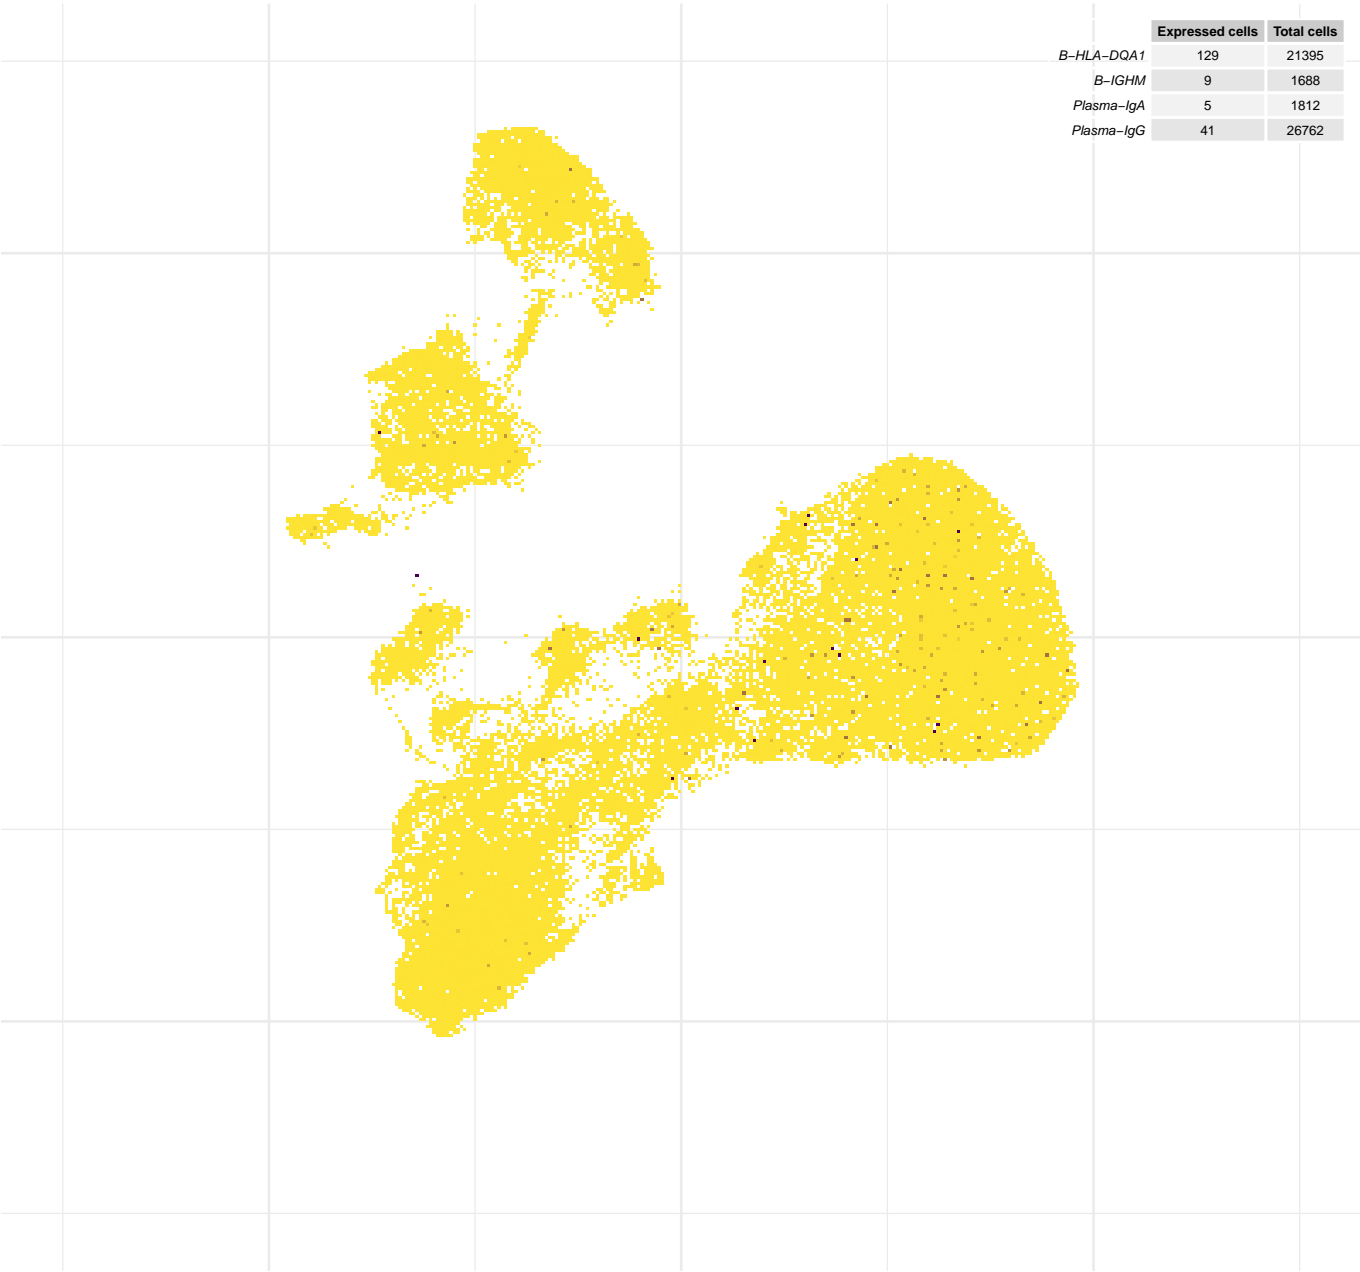 Expressed cells Total cells
B−HLA−DQA1 129 21395
B−IGHM 9 1688
Plasma−IgA 5 1812
Plasma−IgG 41 26762